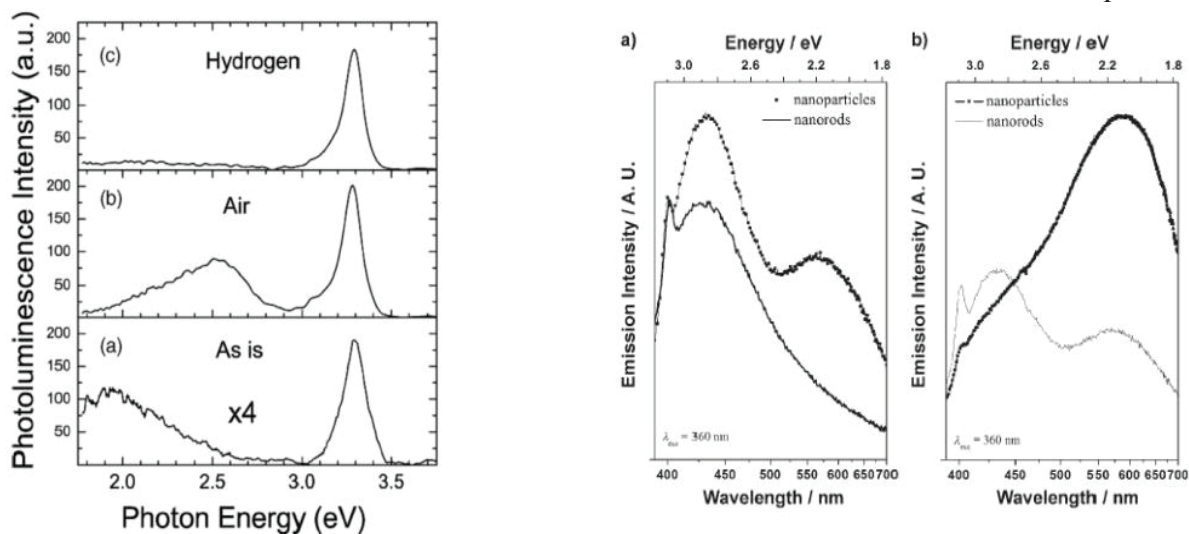 Photoluminescence Intensity (a.u.)
200
150
100
50
(c)
Hydrogen
200
150
100
50
(b)
Air
200
150
100
50
(a)
As is
x4
2.0 2.5 3.0 3.5
Photon Energy (eV)
a)
Energy / eV
3.0 2.6 2.2 1.8
nanoparticles
nanorods
Emission Intensity / A. U.
λexc = 360 nm
400 450 500 550 600 650 700
Wavelength / nm
b)
Energy / eV
3.0 2.6 2.2 1.8
nanoparticles
nanorods
Emission Intensity / A. U.
λexc = 360 nm
400 450 500 550 600 650 700
Wavelength / nm